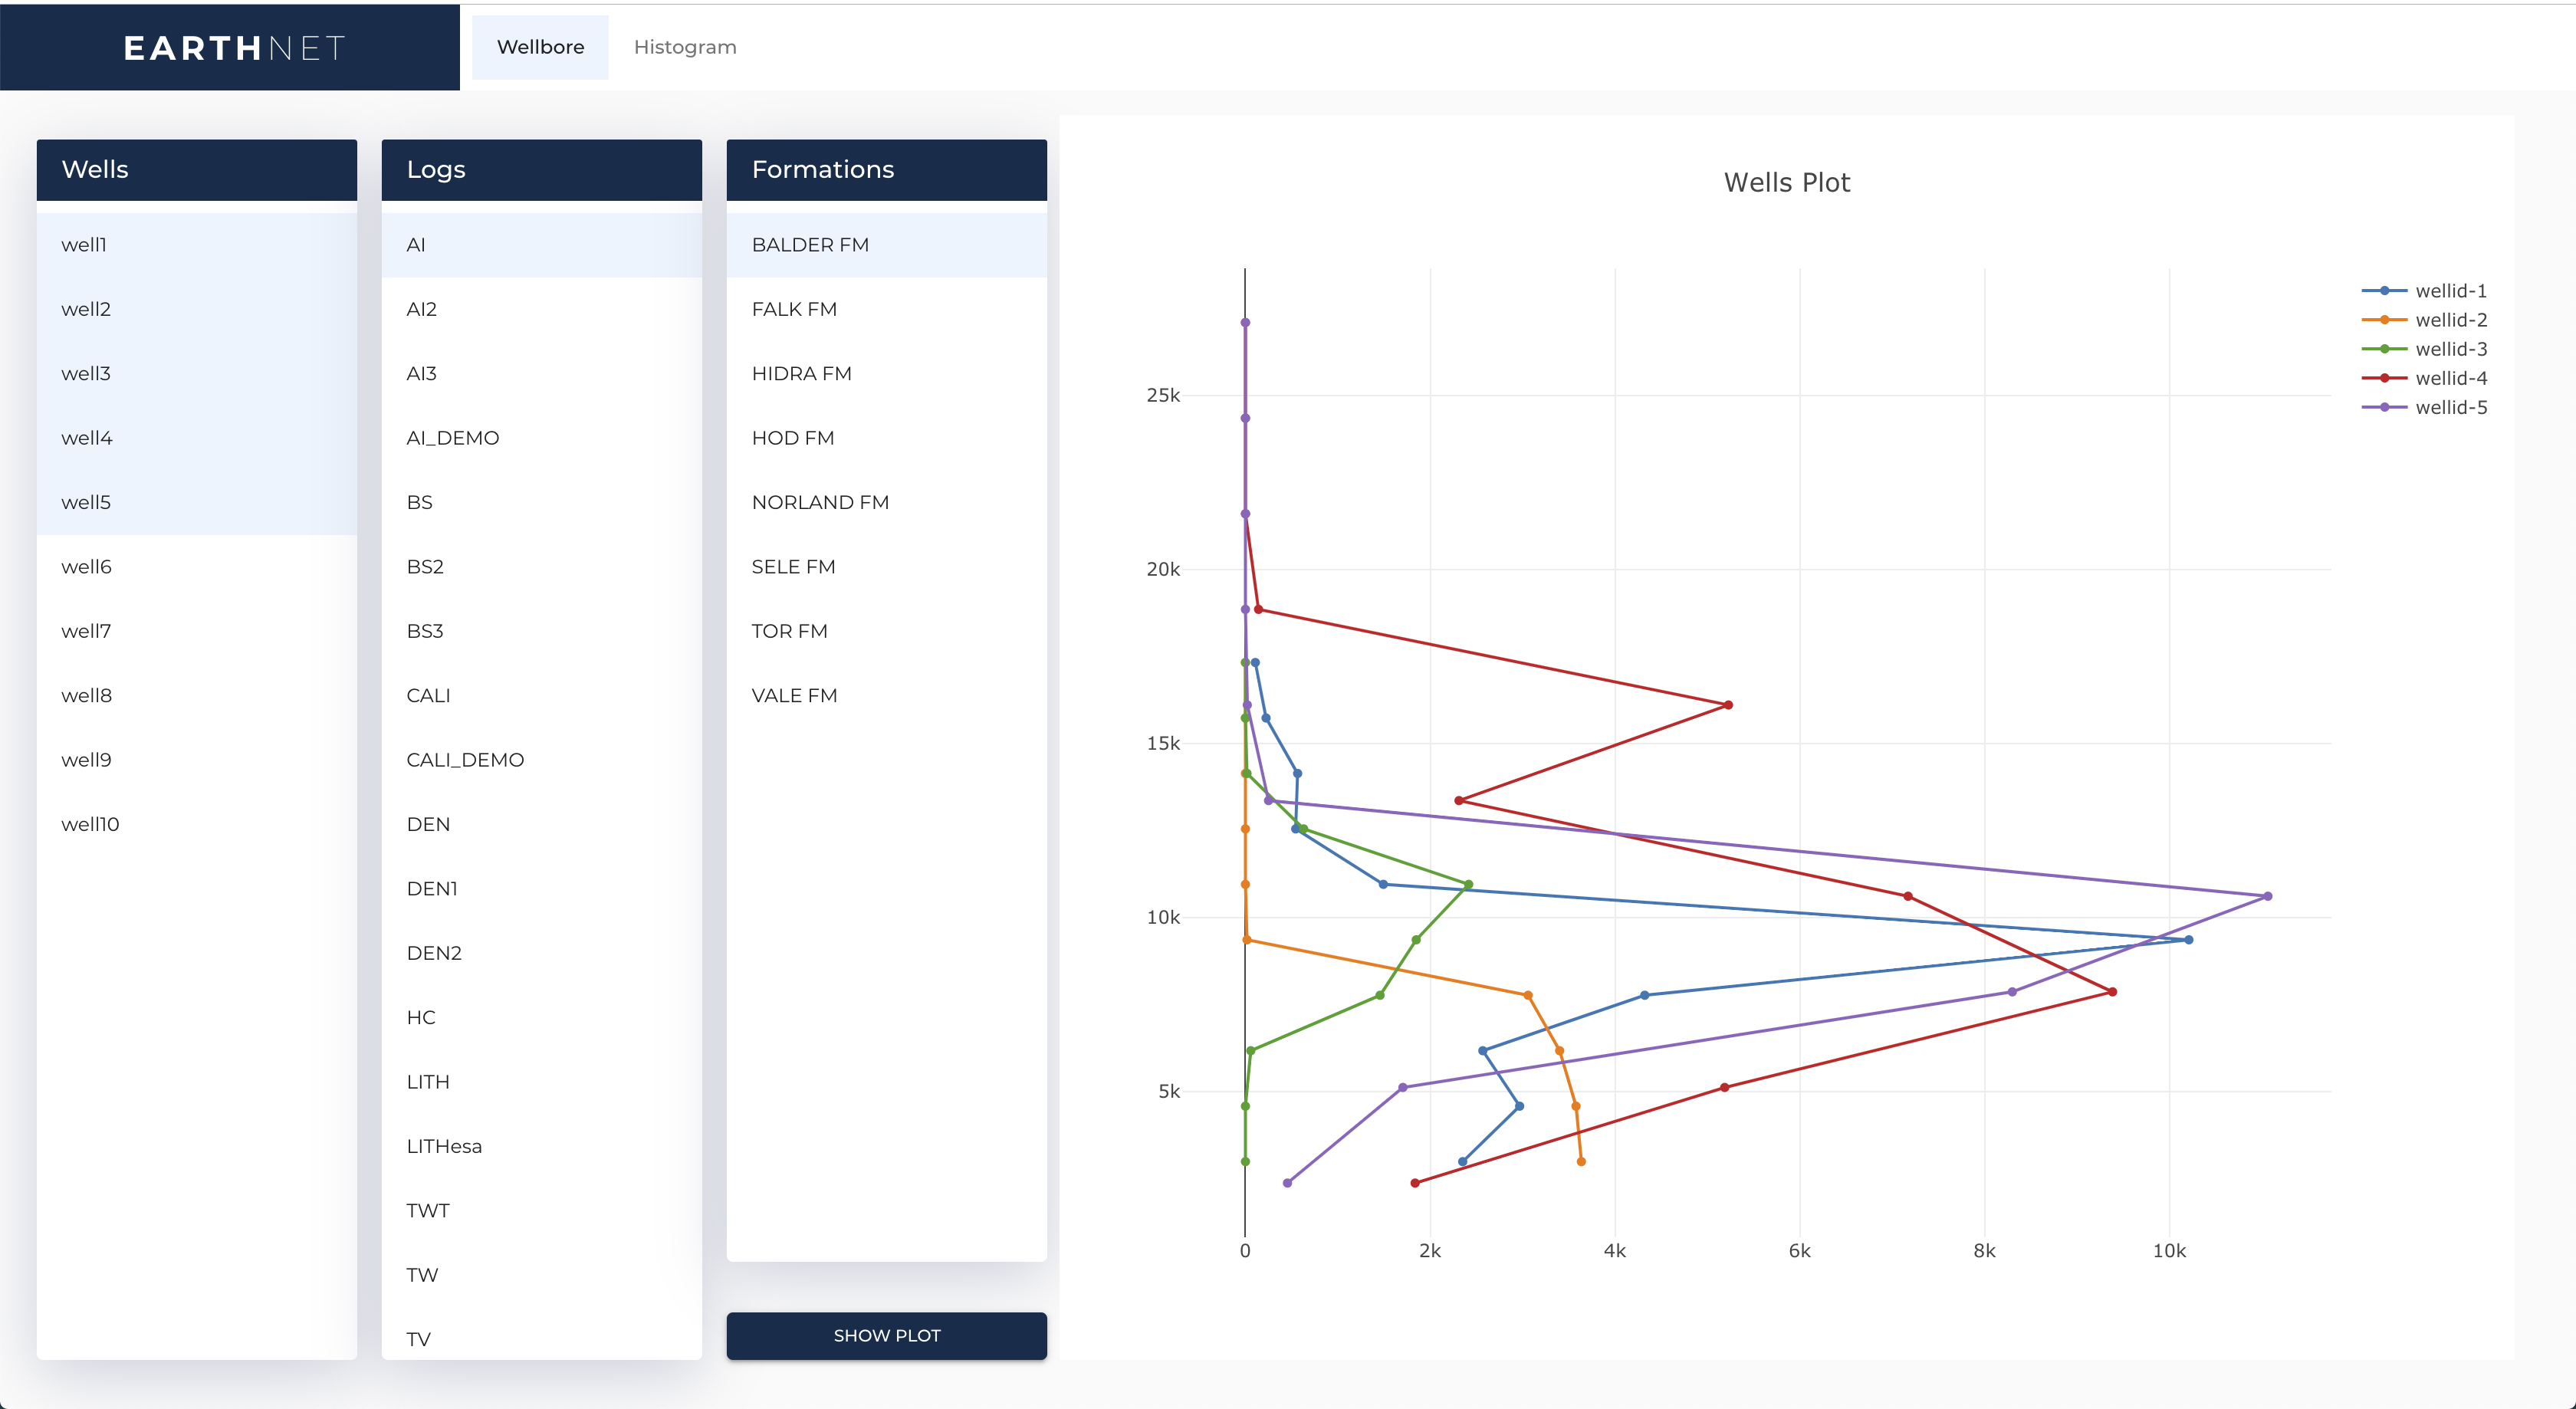 EARTHNET
Wellbore
Histogram
Wells
well1
well2
well3
well4
well5
well6
well7
well8
well9
well10
Logs
AI
AI2
AI3
AI_DEMO
BS
BS2
BS3
CALI
CALI_DEMO
DEN
DEN1
DEN2
HC
LITH
LITHesa
TWT
TW
TV
Formations
BALDER FM
FALK FM
HIDRA FM
HOD FM
NORLAND FM
SELE FM
TOR FM
VALE FM
SHOW PLOT
Wells Plot
25k
20k
15k
10k
5k
0
2k
4k
6k
8k
10k
wellid-1
wellid-2
wellid-3
wellid-4
wellid-5